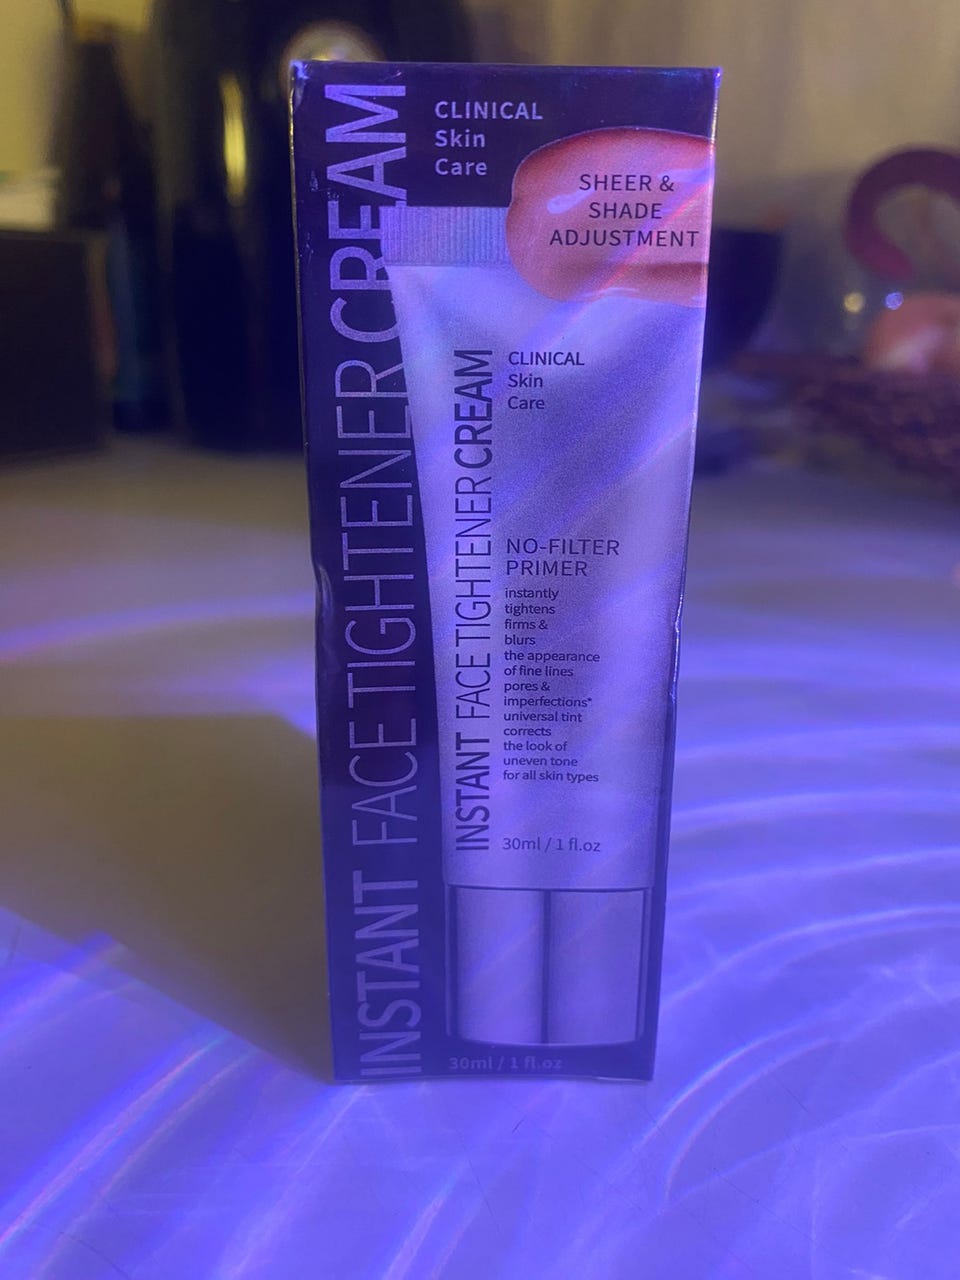 INSTANT FACE TIGHTENER CREAM
CLINICAL
Skin
Care
SHEER &
SHADE
ADJUSTMENT
INSTANT FACE TIGHTENER CREAM
CLINICAL
Skin
Care
NO-FILTER
PRIMER
instantly
tightens
firms &
blurs
the appearance
of fine lines
pores &
imperfections*
universal tint
corrects
the look of
uneven tone
for all skin types
30ml / 1 fl.oz
30ml / 1 fl.oz